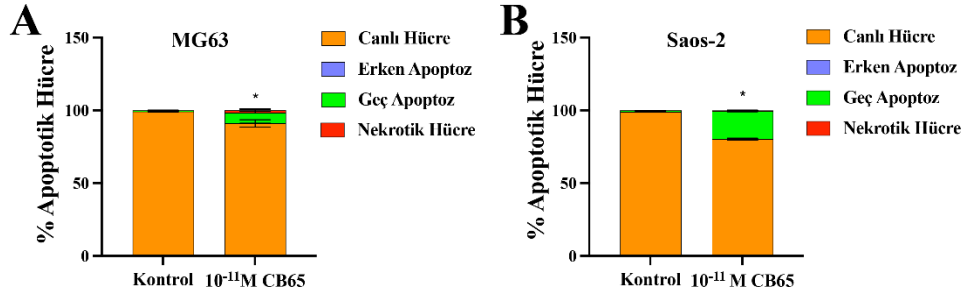 A
MG63
% Apoptotik Hücre
150
100
50
0
*
Kontrol 10⁻¹¹M CB65
Canlı Hücre
Erken Apoptoz
Geç Apoptoz
Nekrotik Hücre
B
Saos-2
% Apoptotik Hücre
150
100
50
0
*
Kontrol 10⁻¹¹M CB65
Canlı Hücre
Erken Apoptoz
Geç Apoptoz
Nekrotik Hücre